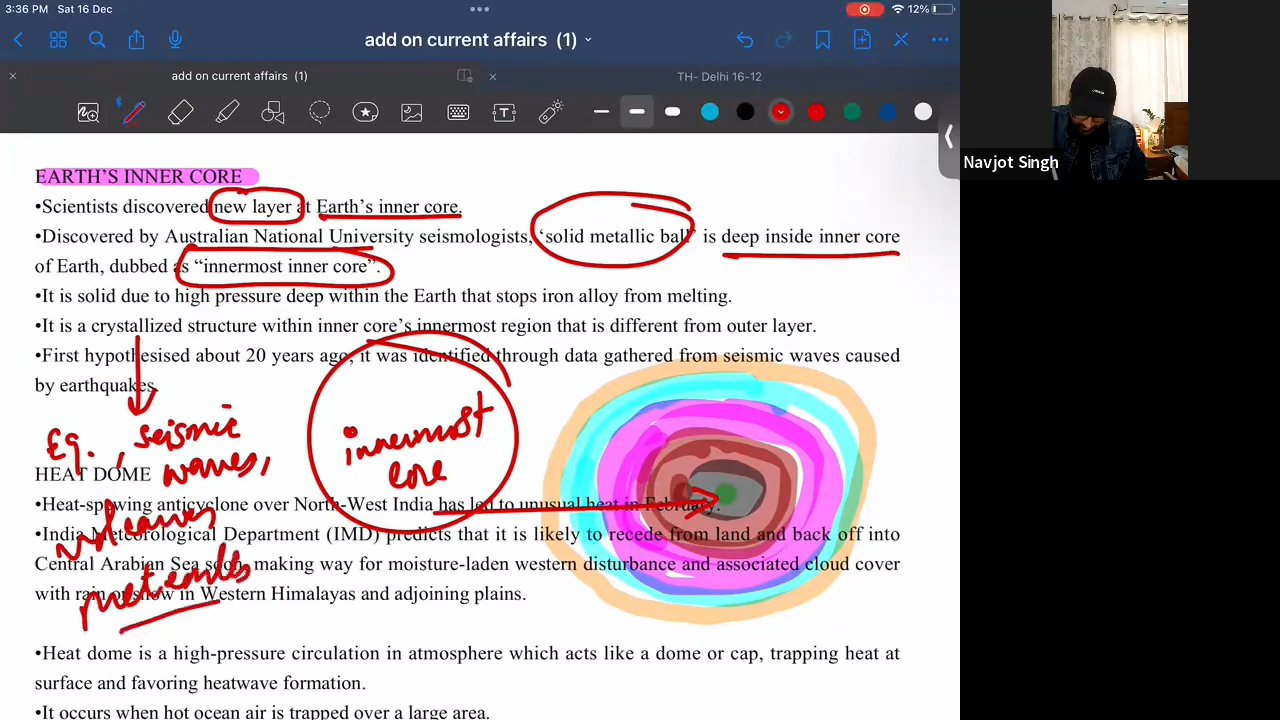 3:36 PM Sat 16 Dec
12%
add on current affairs (1)
add on current affairs (1)
TH- Delhi 16-12
Navjot Singh
EARTH'S INNER CORE
•Scientists discovered new layer at Earth's inner core.
•Discovered by Australian National University seismologists, 'solid metallic ball' is deep inside inner core
of Earth, dubbed as “innermost inner core”.
•It is solid due to high pressure deep within the Earth that stops iron alloy from melting.
•It is a crystallized structure within inner core's innermost region that is different from outer layer.
•First hypothesised about 20 years ago, it was identified through data gathered from seismic waves caused
by earthquakes.
Eq. , seismic
waves,
volcanoes
meteorites
innermost
core
HEAT DOME
•Heat-spewing anticyclone over North-West India has led to unusual heat in February.
•India Meteorological Department (IMD) predicts that it is likely to recede from land and back off into
Central Arabian Sea soon, making way for moisture-laden western disturbance and associated cloud cover
with rain or snow in Western Himalayas and adjoining plains.
•Heat dome is a high-pressure circulation in atmosphere which acts like a dome or cap, trapping heat at
surface and favoring heatwave formation.
•It occurs when hot ocean air is trapped over a large area.